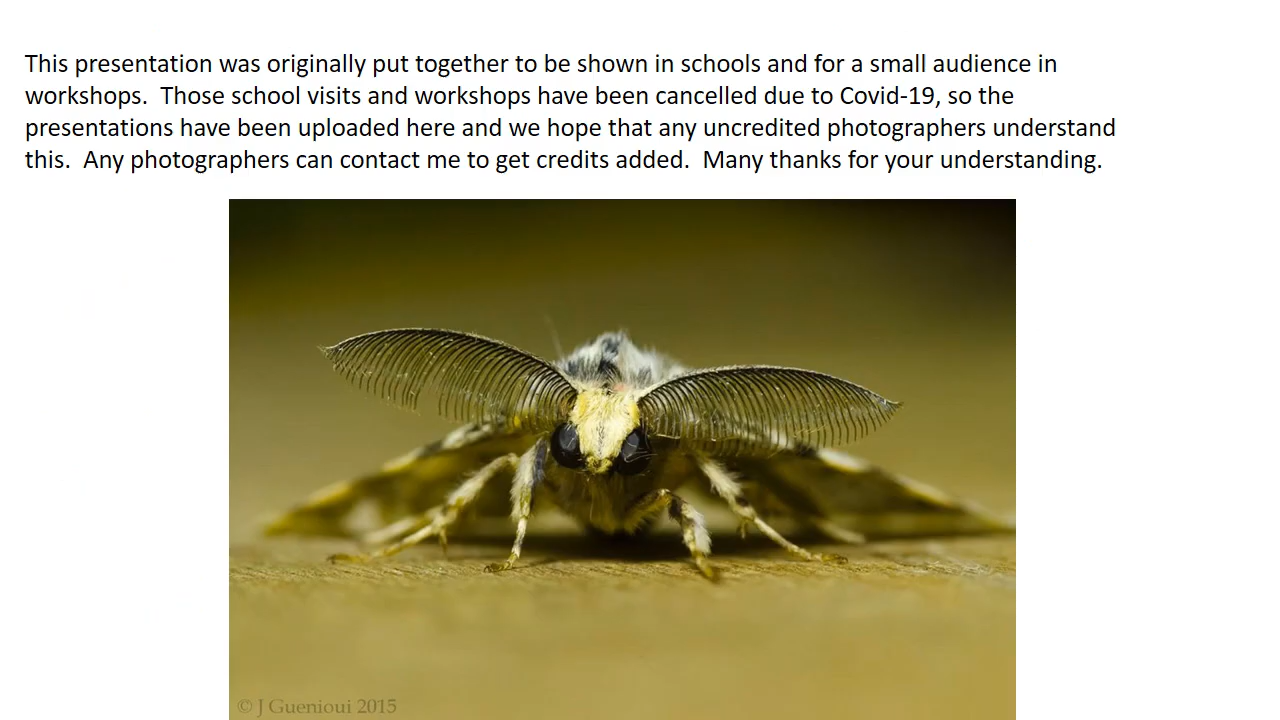 This presentation was originally put together to be shown in schools and for a small audience in
workshops.  Those school visits and workshops have been cancelled due to Covid-19, so the
presentations have been uploaded here and we hope that any uncredited photographers understand
this.  Any photographers can contact me to get credits added.  Many thanks for your understanding.
© J Guenioui 2015